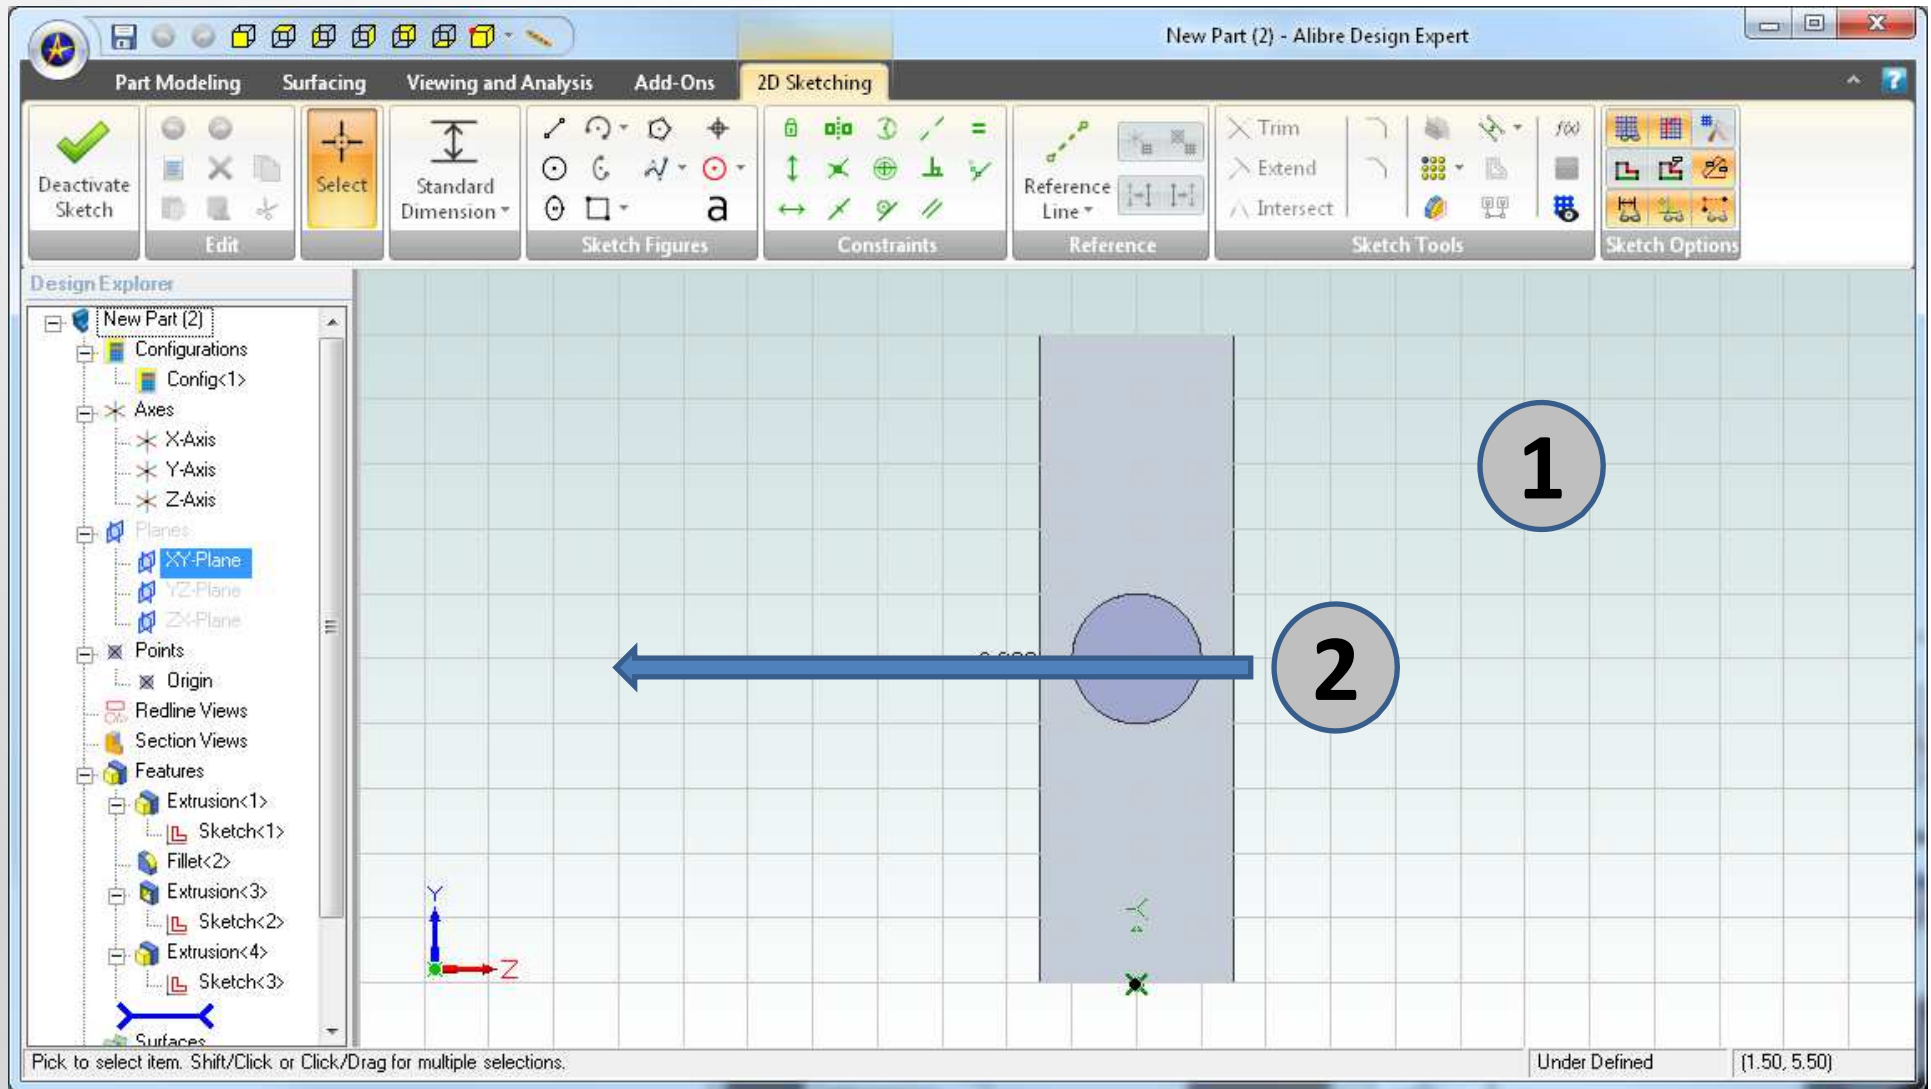 New Part (2) - Alibre Design Expert
Part Modeling Surfacing Viewing and Analysis Add-Ons 2D Sketching
Deactivate Sketch
Edit
Select
Standard Dimension
a
Sketch Figures
Constraints
Reference Line
Reference
Trim
Extend
Intersect
f(x)
Sketch Tools
Sketch Options
Design Explorer
New Part (2)
Configurations
Config<1>
Axes
X-Axis
Y-Axis
Z-Axis
Planes
XY-Plane
YZ-Plane
ZX-Plane
Points
Origin
Redline Views
Section Views
Features
Extrusion<1>
Sketch<1>
Fillet<2>
Extrusion<3>
Sketch<2>
Extrusion<4>
Sketch<3>
Surfaces
1
2
Y
Z
Pick to select item. Shift/Click or Click/Drag for multiple selections.
Under Defined
(1.50, 5.50)